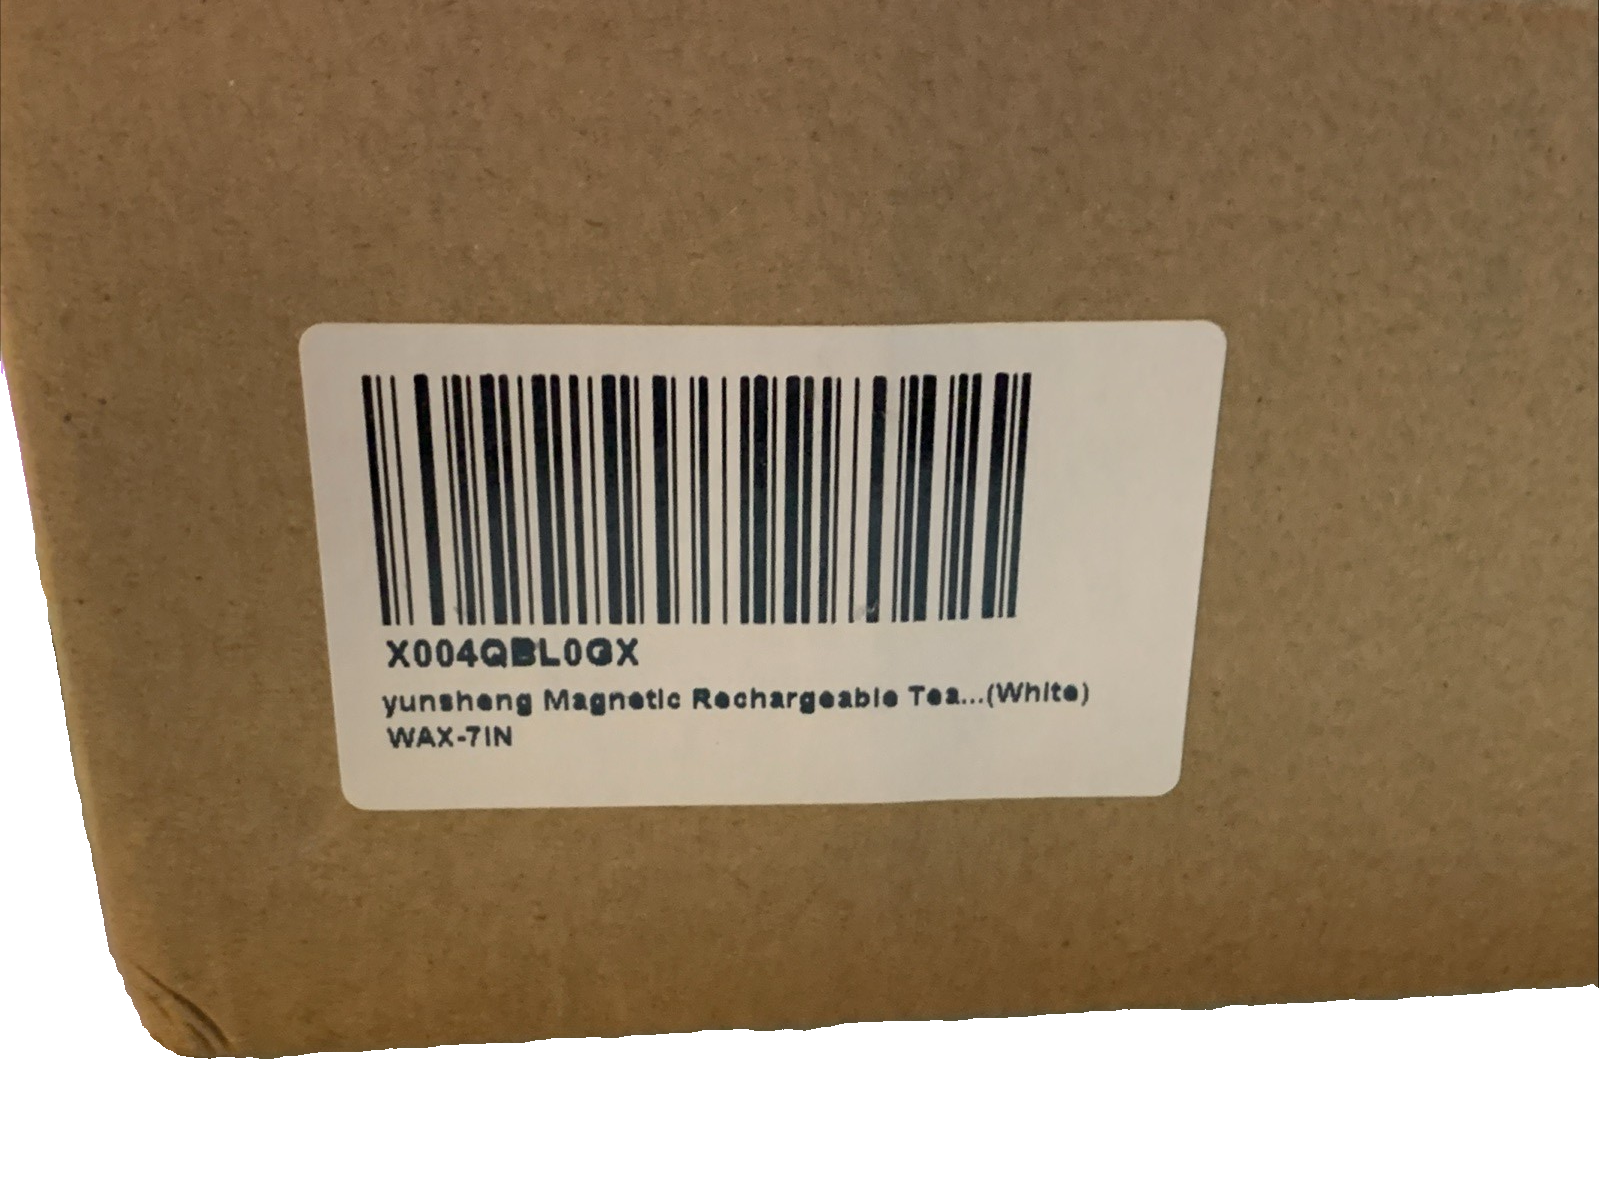 X004QBL0GX
yunsheng Magnetic Rechargeable Tea...(White)
WAX-7IN